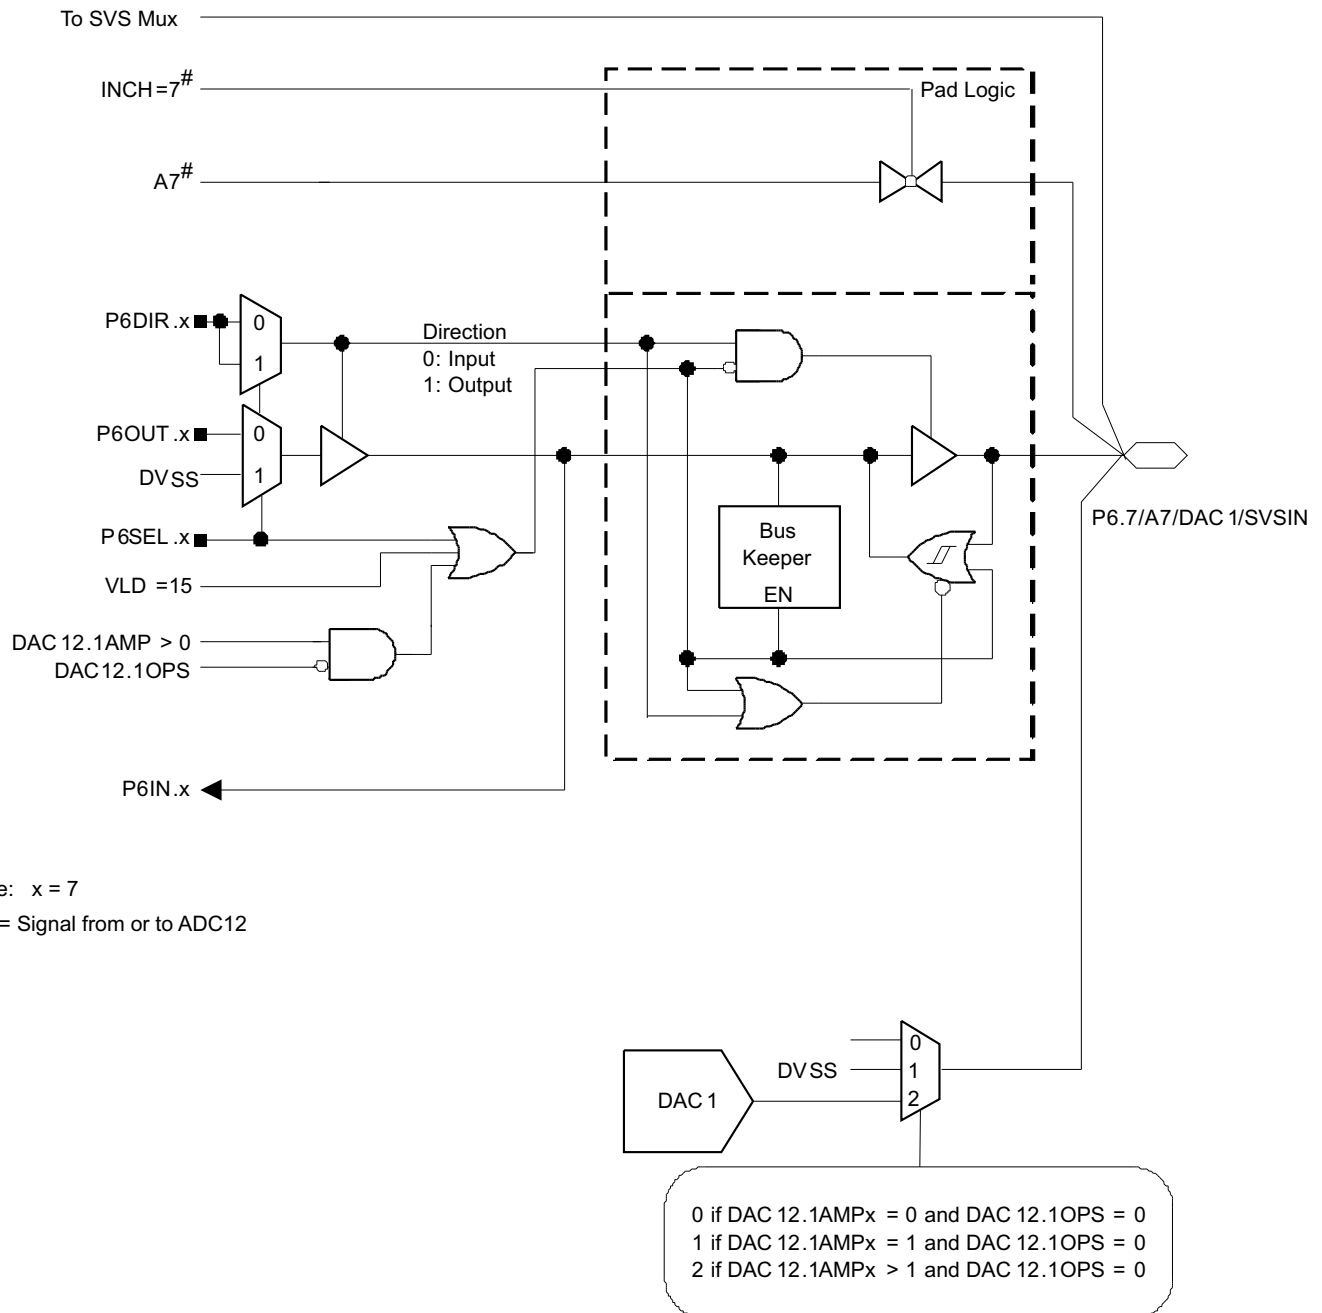 To SVS Mux
INCH=7#
Pad Logic
A7#
P6DIR.x
0
1
Direction
0: Input
1: Output
P6OUT.x
0
DVSS
1
P6SEL.x
VLD =15
DAC12.1AMP > 0
DAC12.1OPS
Bus
Keeper
EN
P6.7/A7/DAC1/SVSIN
P6IN.x
e: x = 7
= Signal from or to ADC12
DAC1
DVSS
0
1
2
0 if DAC12.1AMPx = 0 and DAC12.1OPS = 0
1 if DAC12.1AMPx = 1 and DAC12.1OPS = 0
2 if DAC12.1AMPx > 1 and DAC12.1OPS = 0